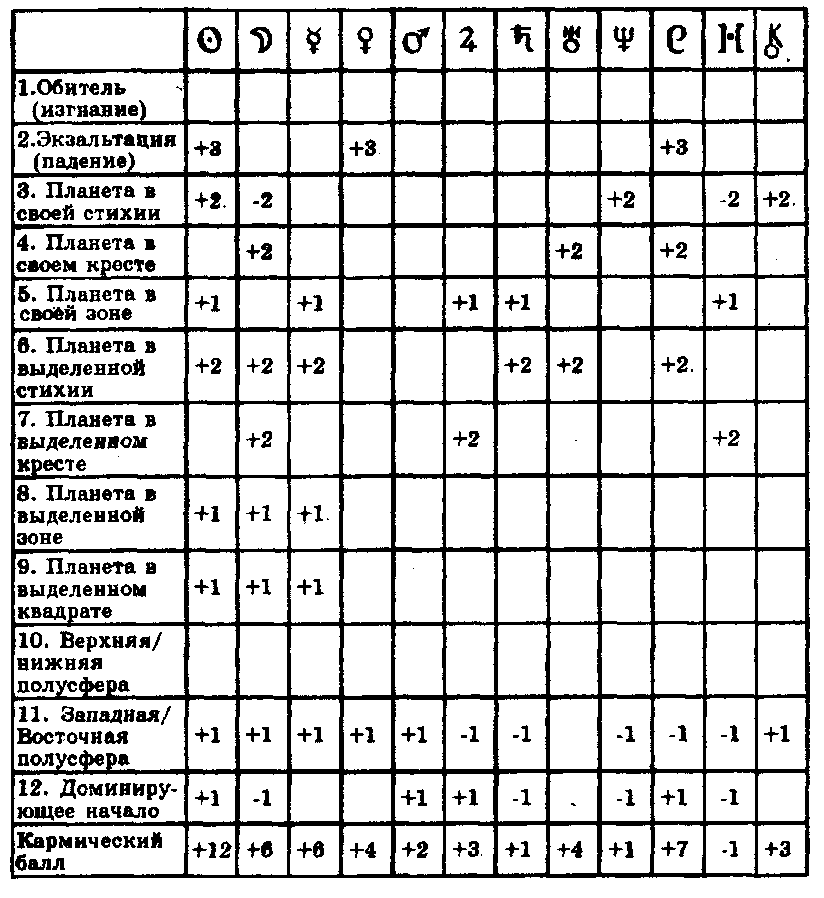 ☉ ☽ ☿ ♀ ♂ ♃ ♄ ♅ ♆ ♇ ⚷
1.Обитель
(изгнание)
2.Экзальтация
(падение) +3 +3 +3
3. Планета в
своей стихии +2 -2 +2 -2 +2
4. Планета в
своем кресте +2 +2 +2
5. Планета в
своей зоне +1 +1 +1 +1 +1
6. Планета в
выделенной
стихии +2 +2 +2 +2 +2 +2
7. Планета в
выделенном
кресте +2 +2 +2
8. Планета в
выделенной
зоне +1 +1 +1
9. Планета в
выделенном
квадрате +1 +1 +1
10. Верхняя/
нижняя
полусфера
11. Западная/
Восточная
полусфера +1 +1 +1 +1 +1 -1 -1 -1 -1 -1 +1
12. Доминиру-
ющее начало +1 -1 +1 +1 -1 -1 +1 -1
Кармический
балл +12 +6 +6 +4 +2 +3 +1 +4 +1 +7 -1 +3